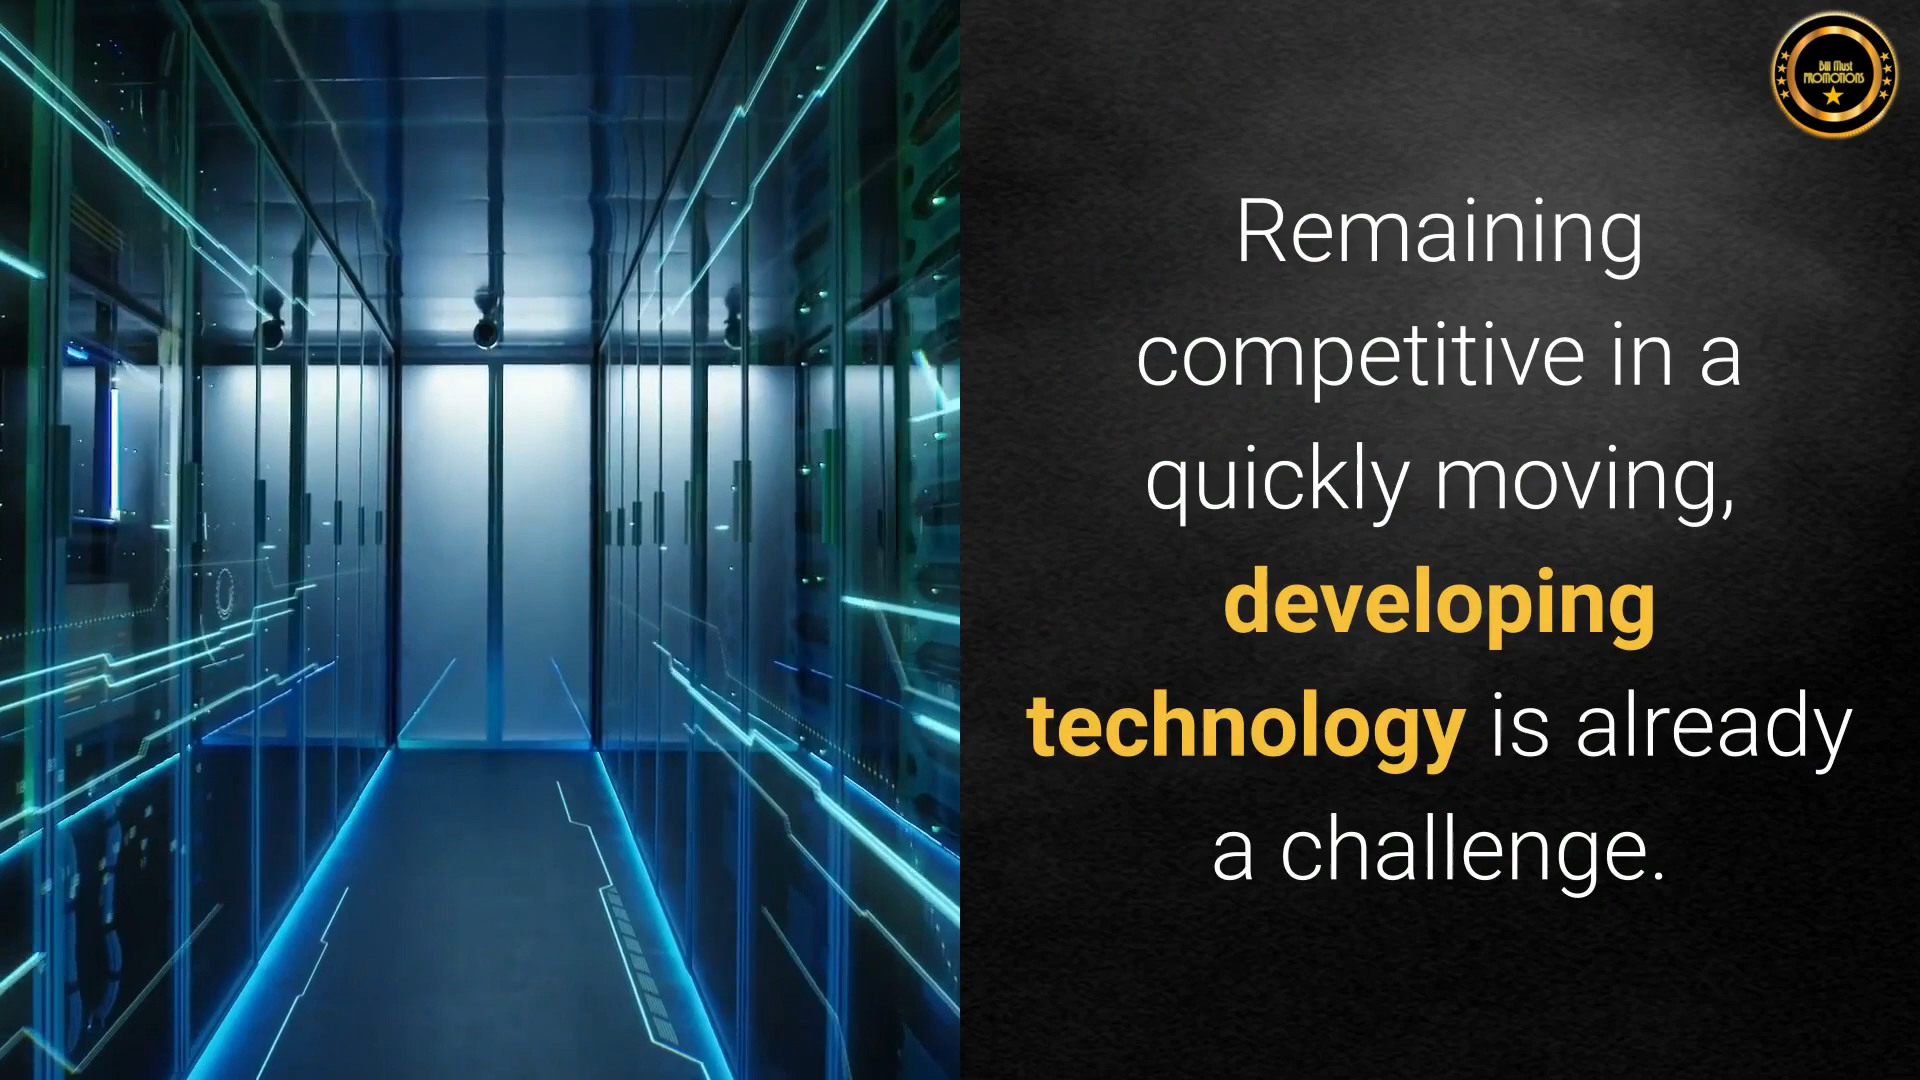 Bill Must
PROMOTIONS
Remaining
competitive in a
quickly moving,
developing
technology is already
a challenge.